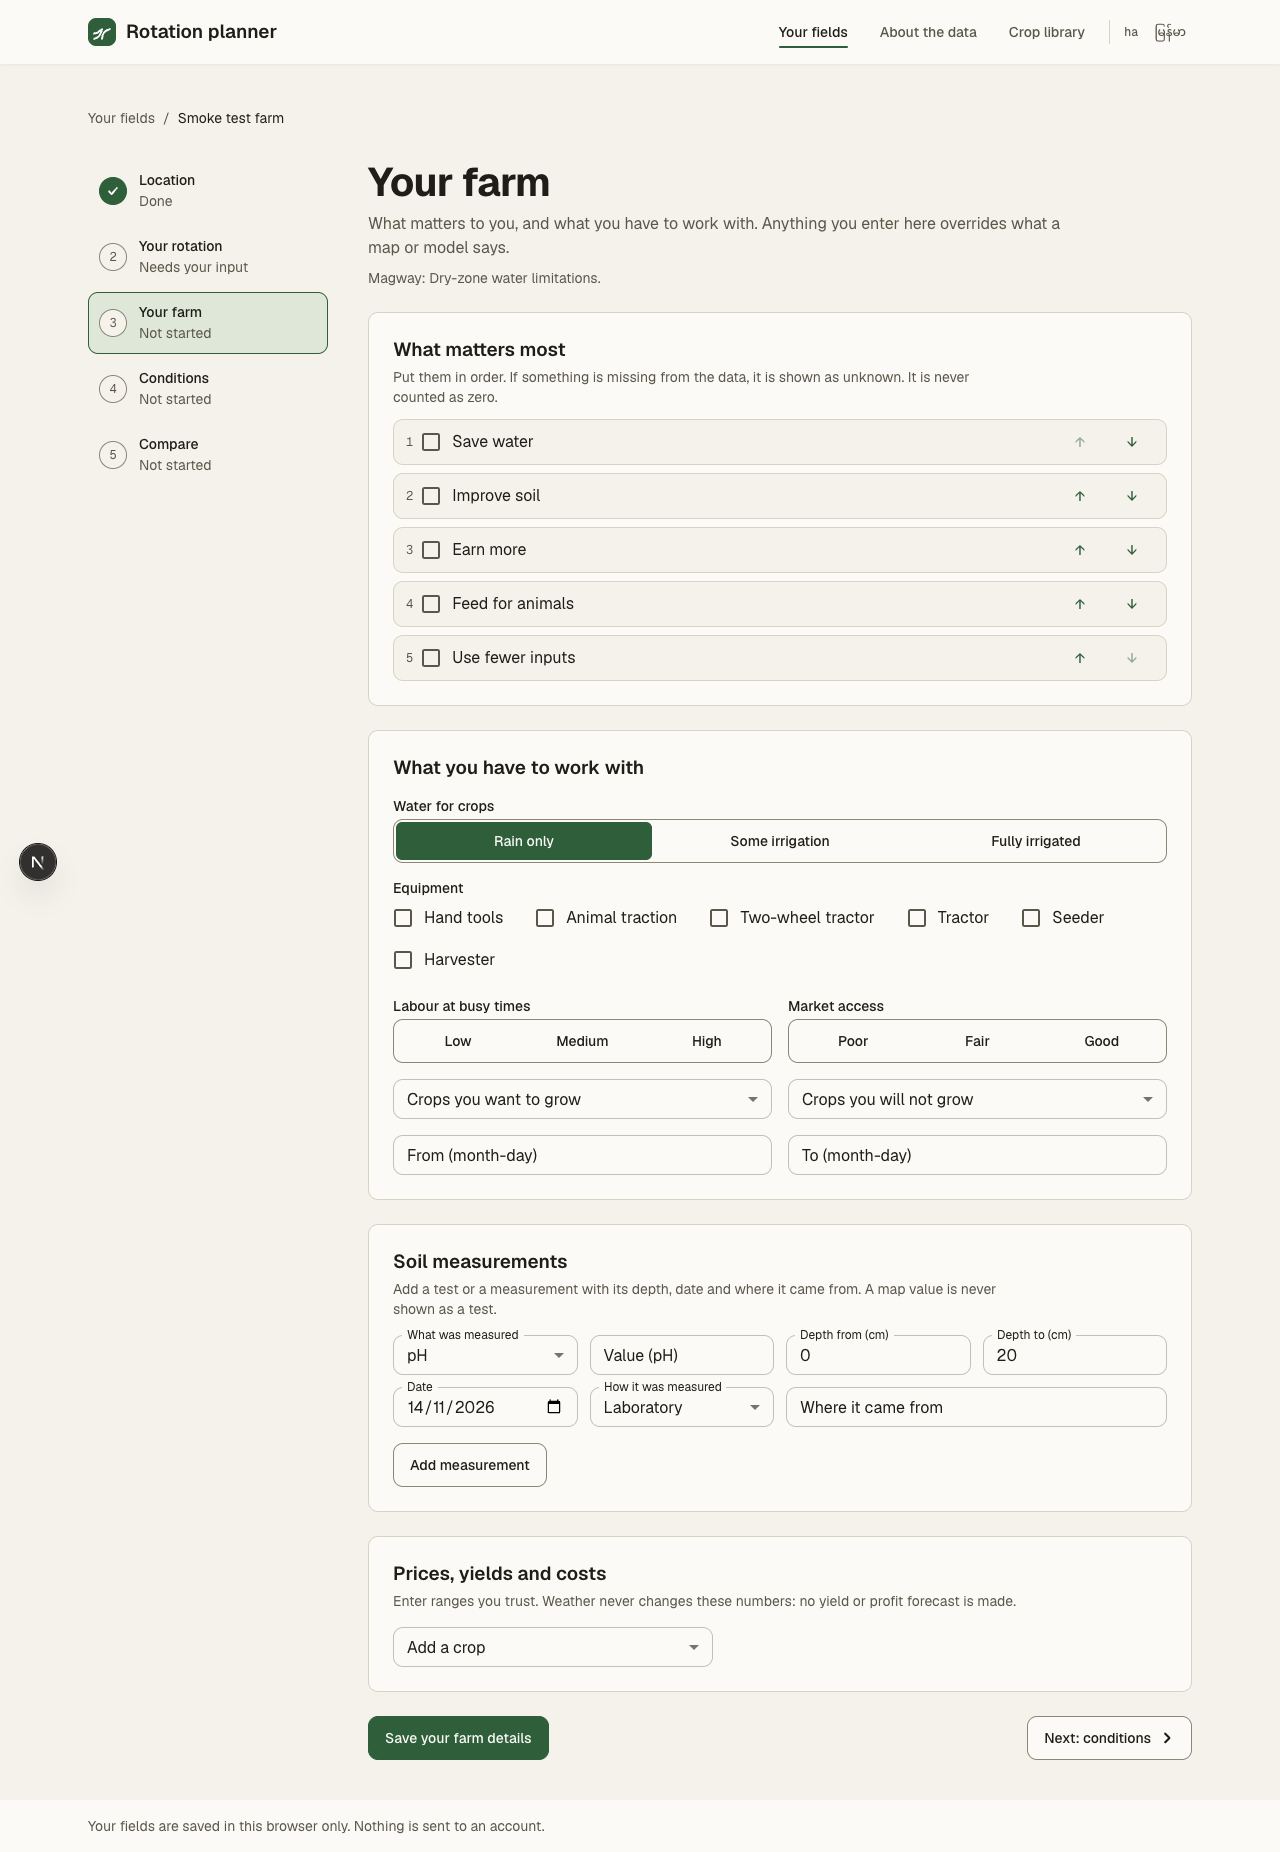 Rotation planner
Your fields
About the data
Crop library
ha
မြန်မာ
Your fields / Smoke test farm
Location
Done
2
Your rotation
Needs your input
3
Your farm
Not started
4
Conditions
Not started
5
Compare
Not started
Your farm
What matters to you, and what you have to work with. Anything you enter here overrides what a
map or model says.
Magway: Dry-zone water limitations.
What matters most
Put them in order. If something is missing from the data, it is shown as unknown. It is never
counted as zero.
1 Save water
2 Improve soil
3 Earn more
4 Feed for animals
5 Use fewer inputs
What you have to work with
Water for crops
Rain only
Some irrigation
Fully irrigated
Equipment
Hand tools
Animal traction
Two-wheel tractor
Tractor
Seeder
Harvester
Labour at busy times
Low
Medium
High
Market access
Poor
Fair
Good
Crops you want to grow
Crops you will not grow
From (month-day)
To (month-day)
Soil measurements
Add a test or a measurement with its depth, date and where it came from. A map value is never
shown as a test.
What was measured
pH
Value (pH)
Depth from (cm)
0
Depth to (cm)
20
Date
14/11/2026
How it was measured
Laboratory
Where it came from
Add measurement
Prices, yields and costs
Enter ranges you trust. Weather never changes these numbers: no yield or profit forecast is made.
Add a crop
Save your farm details
Next: conditions
Your fields are saved in this browser only. Nothing is sent to an account.
N